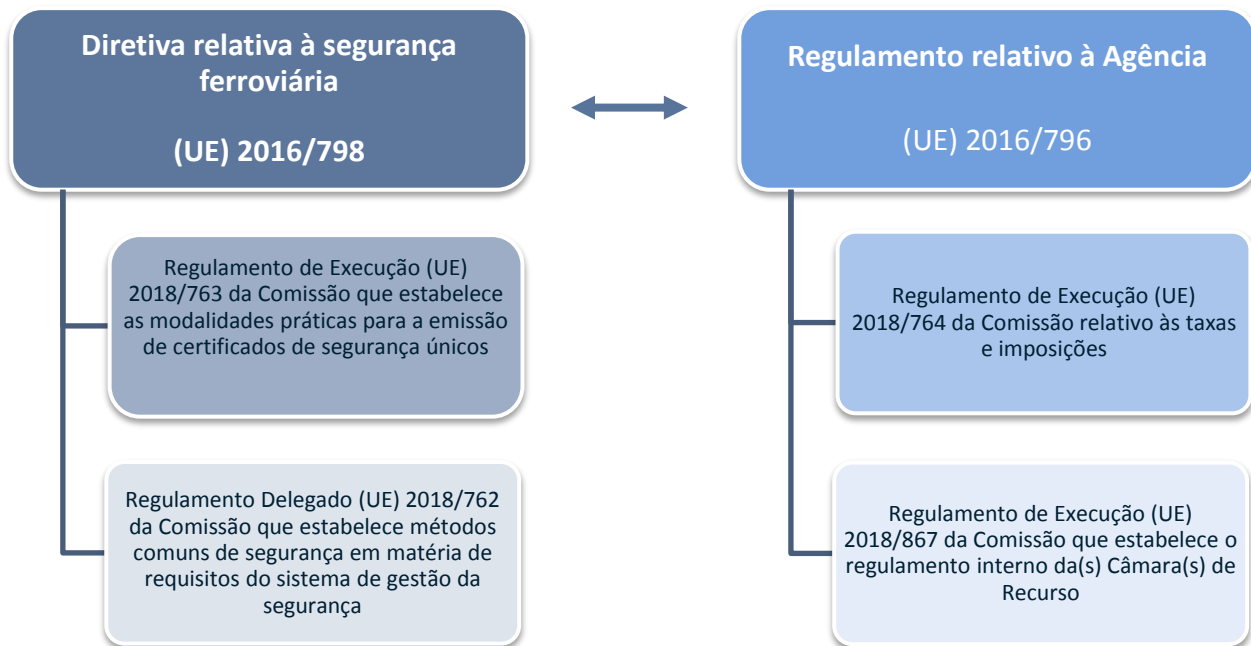 Diretiva relativa à segurança
ferroviária
(UE) 2016/798
Regulamento de Execução (UE)
2018/763 da Comissão que estabelece
as modalidades práticas para a emissão
de certificados de segurança únicos
Regulamento Delegado (UE) 2018/762
da Comissão que estabelece métodos
comuns de segurança em matéria de
requisitos do sistema de gestão da
segurança
Regulamento relativo à Agência
(UE) 2016/796
Regulamento de Execução (UE)
2018/764 da Comissão relativo às taxas
e imposições
Regulamento de Execução (UE)
2018/867 da Comissão que estabelece o
regulamento interno da(s) Câmara(s) de
Recurso